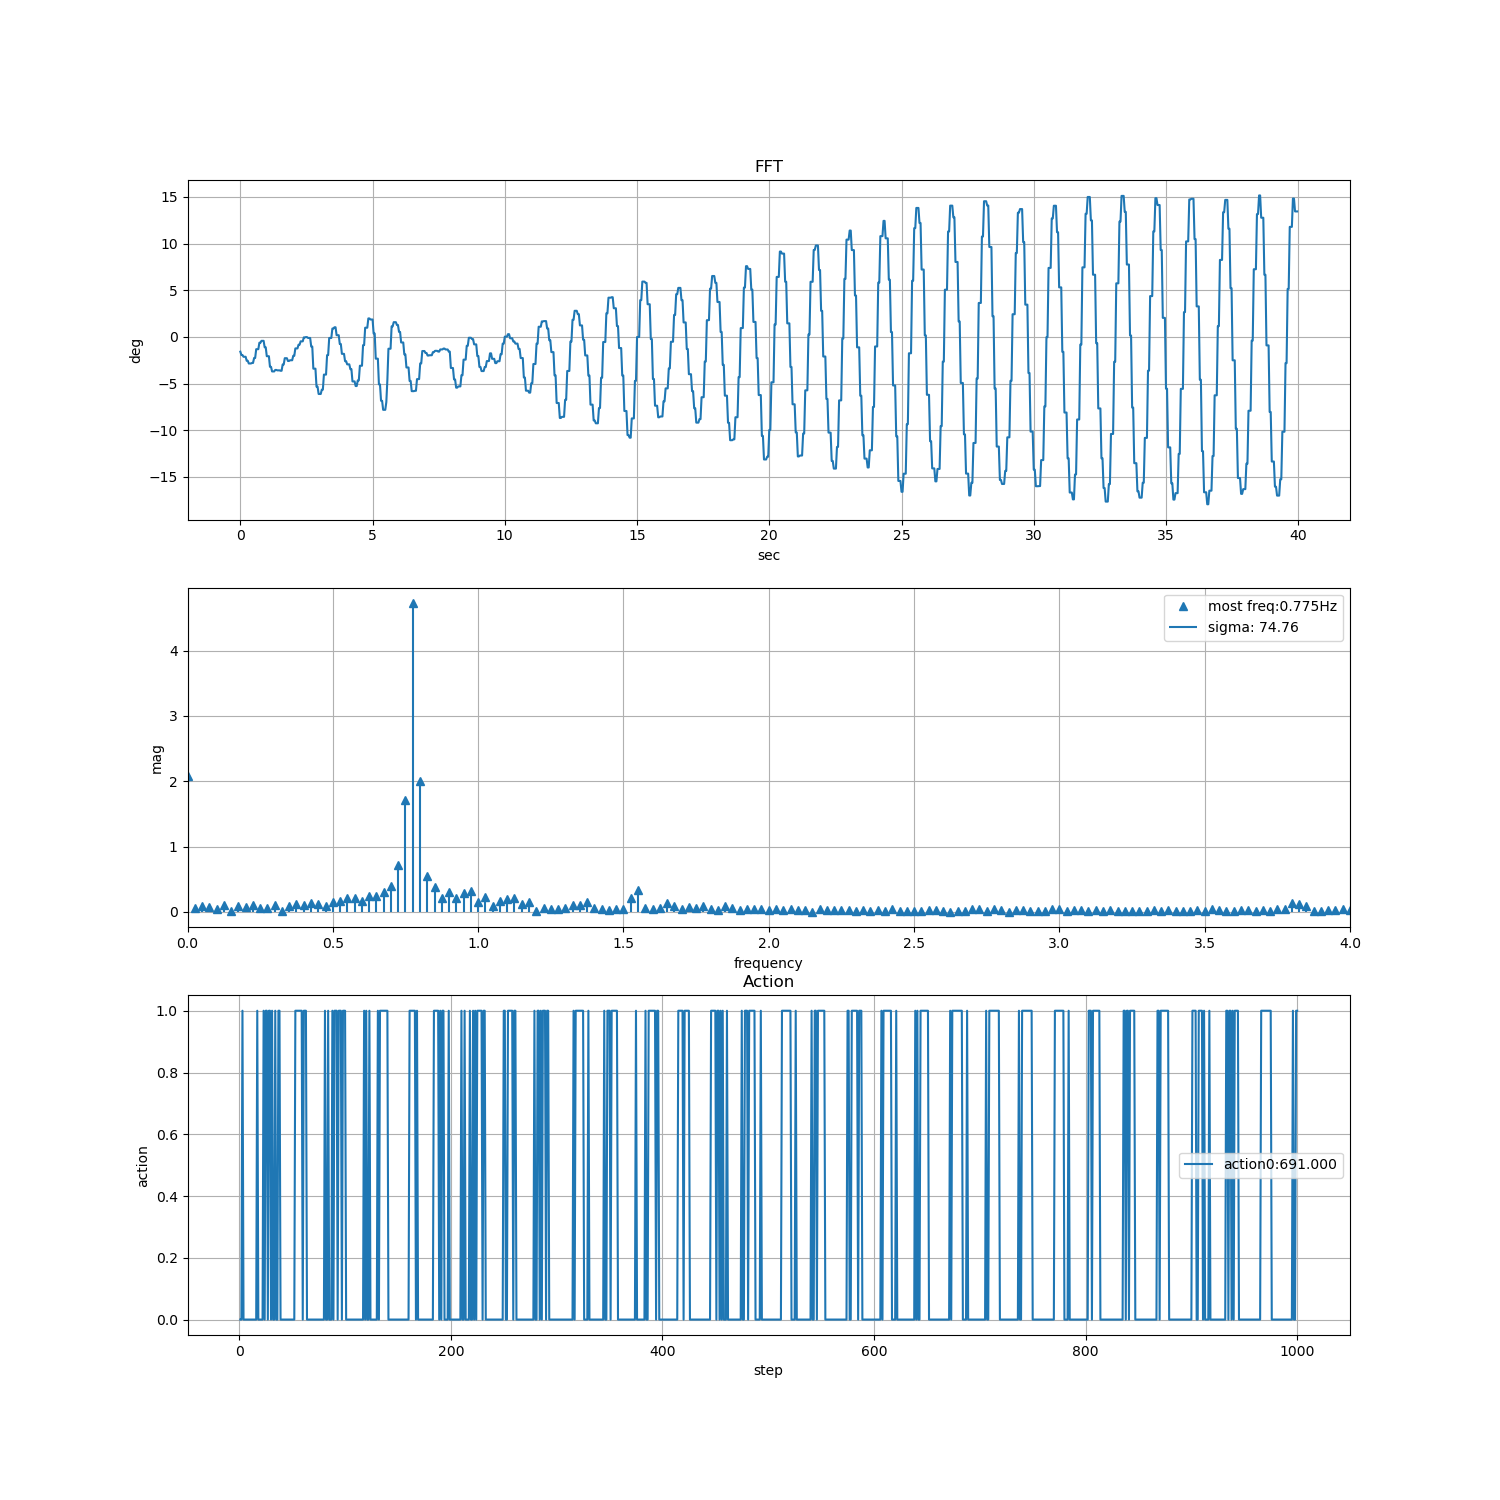 FFT
15
10
5
0
−5
−10
−15
deg
0 5 10 15 20 25 30 35 40
sec
most freq:0.775Hz
sigma: 74.76
4
3
2
1
0
mag
0.0 0.5 1.0 1.5 2.0 2.5 3.0 3.5 4.0
frequency
Action
1.0
0.8
0.6
0.4
0.2
0.0
action
action0:691.000
0 200 400 600 800 1000
step